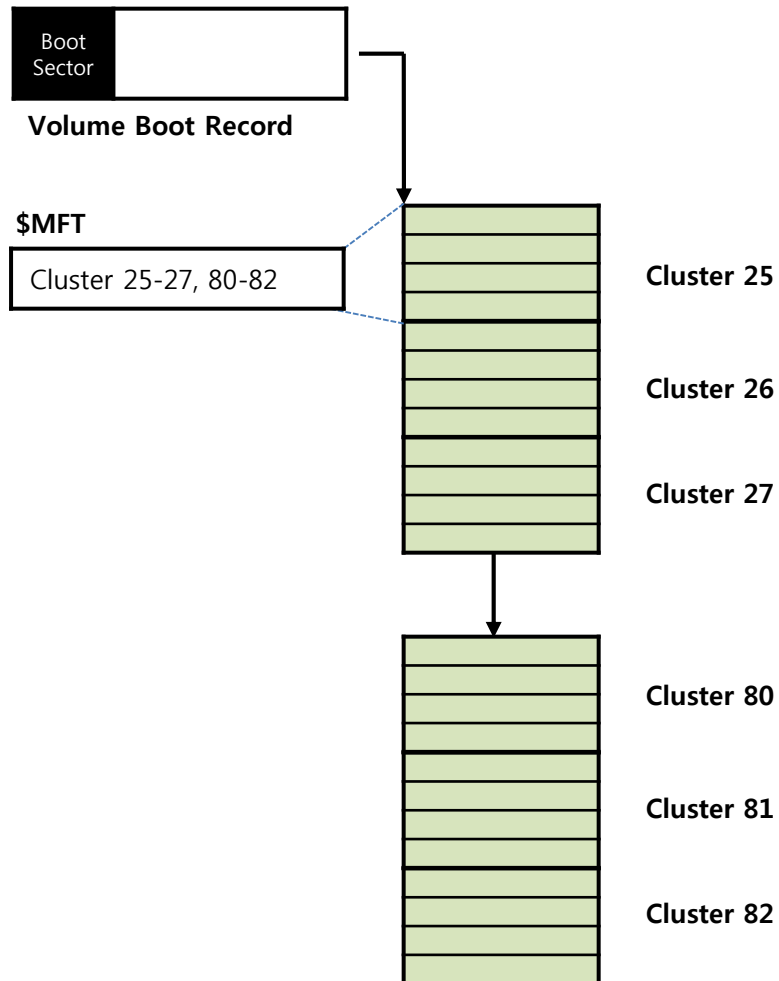 Boot
Sector
Volume Boot Record
$MFT
Cluster 25-27, 80-82
Cluster 25
Cluster 26
Cluster 27
Cluster 80
Cluster 81
Cluster 82